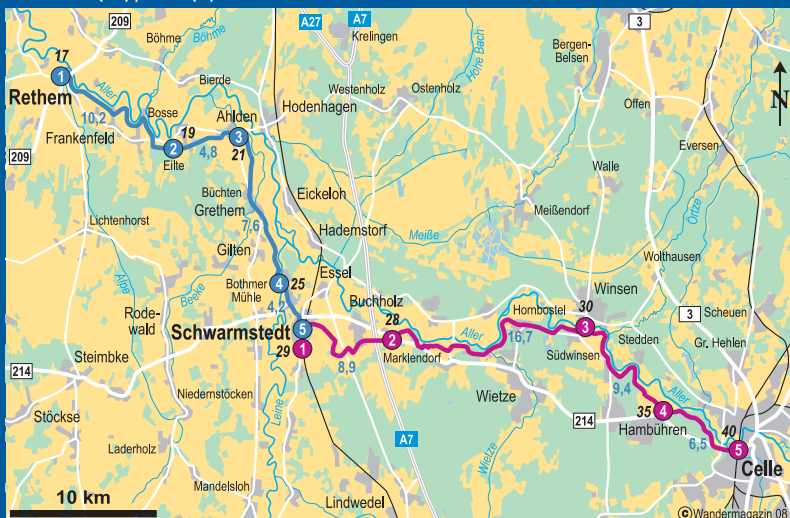 209
A27
A7
3
Böhme
Böhme
Krelingen
Hohe Bach
Bergen-
Belsen
17
1
Rethem
Aller
Bierde
Westenholz
Ostenholz
Offen
N
10,2
Bosse
Ahlden
Hodenhagen
Frankenfeld
19
3
2
4,8
21
Eilte
209
Eversen
Walle
Büchten
Grethem
Eickeloh
Örtze
Lichtenhorst
7,6
Hademstorf
Meißendorf
Meiße
Gilten
Wolthausen
Alpe
Beeke
Essel
Bothmer
Mühle
4
25
4,2
Buchholz
Winsen
Rode-
wald
Hornbostel
30
3
Scheuen
Schwarmstedt
5
28
Aller
3
Stedden
Gr. Hehlen
Steimbke
29
1
2
Marklendorf
16,7
Südwinsen
214
8,9
9,4
Aller
Niedernstöcken
Leine
Wietze
214
35
4
40
Stöckse
Hambühren
A7
6,5
5
Laderholz
Wietze
Celle
Mandelsloh
10 km
Lindwedel
©Wandermagazin 08